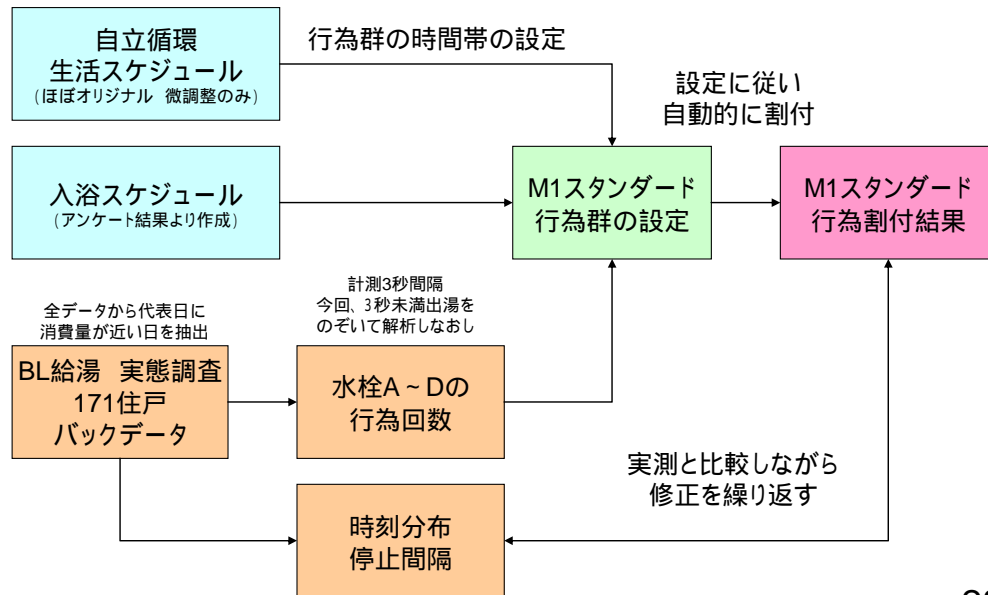 自立循環
生活スケジュール
(ほぼオリジナル 微調整のみ)
行為群の時間帯の設定
設定に従い
自動的に割付
入浴スケジュール
(アンケート結果より作成)
M1スタンダード
行為群の設定
M1スタンダード
行為割付結果
全データから代表日に
消費量が近い日を抽出
計測3秒間隔
今回、3秒未満出湯を
のぞいて解析しなおし
BL給湯 実態調査
171住戸
バックデータ
水栓A~Dの
行為回数
実測と比較しながら
修正を繰り返す
時刻分布
停止間隔